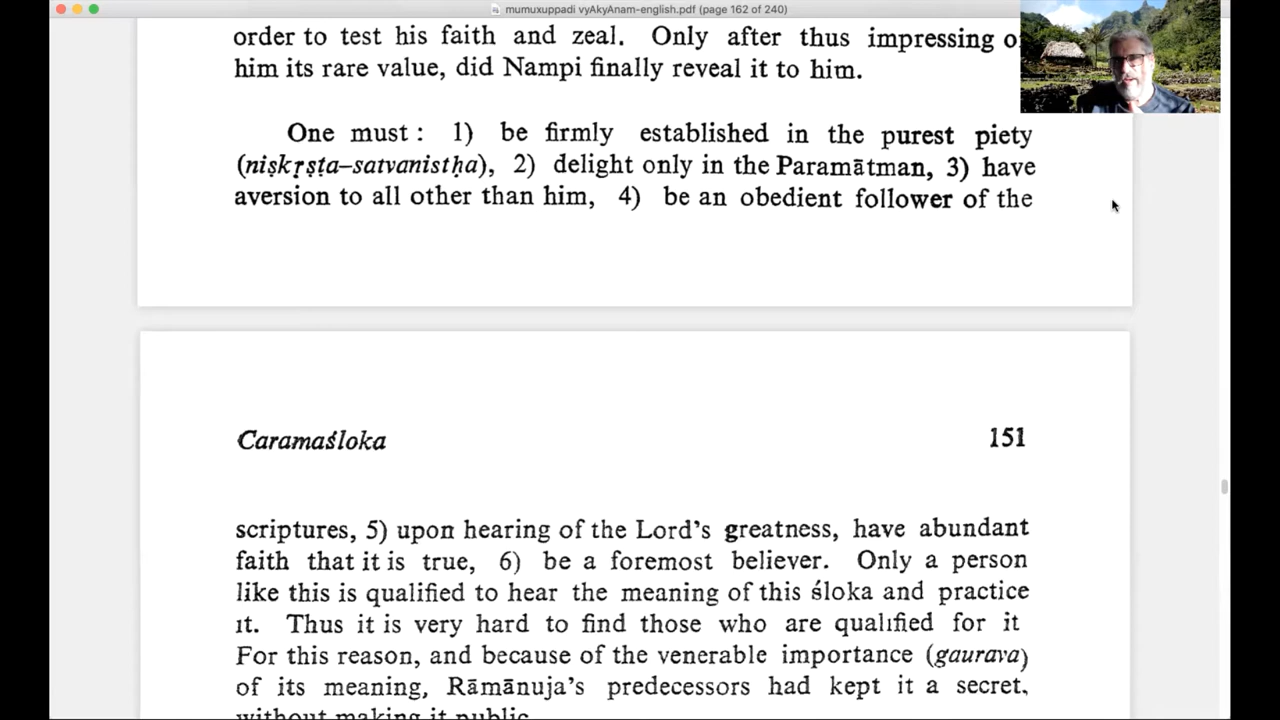 mumuxuppadi vyAkyAnam-english.pdf (page 162 of 240)
order to test his faith and zeal. Only after thus impressing
him its rare value, did Nampi finally reveal it to him.
One must : 1) be firmly established in the purest piety
(niṣkṛṣṭa–satvanistḥa), 2) delight only in the Paramātman, 3) have
aversion to all other than him, 4) be an obedient follower of the
Caramaśloka
151
scriptures, 5) upon hearing of the Lord's greatness, have abundant
faith that it is true, 6) be a foremost believer. Only a person
like this is qualified to hear the meaning of this śloka and practice
it. Thus it is very hard to find those who are qualified for it
For this reason, and because of the venerable importance (gaurava)
of its meaning, Rāmānuja's predecessors had kept it a secret,
without making it public.